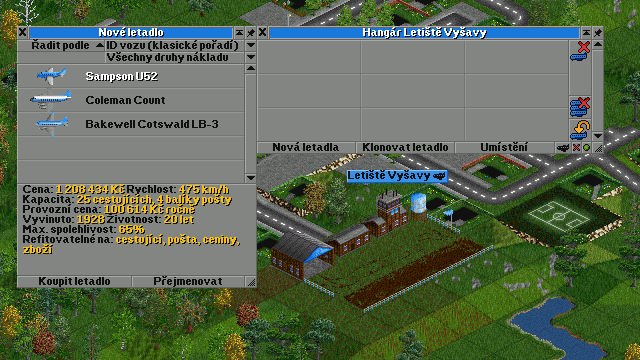 Nové letadlo
Řadit podle
ID vozu (klasické pořadí)
Všechny druhy nákladu
Sampson U52
Coleman Count
Bakewell Cotswald LB-3
Cena: 1 208 434 Kč Rychlost: 475 km/h
Kapacita: 25 cestujících, 4 balíky pošty
Provozní cena: 100 614 Kč ročně
Vyvinuto: 1928 Životnost: 20 let
Max. spolehlivost: 65%
Refitovatelné na: cestující, pošta, ceniny,
zboží
Koupit letadlo
Přejmenovat
Hangár Letiště Vyšavy
Nová letadla
Klonovat letadlo
Umístění
Letiště Vyšavy